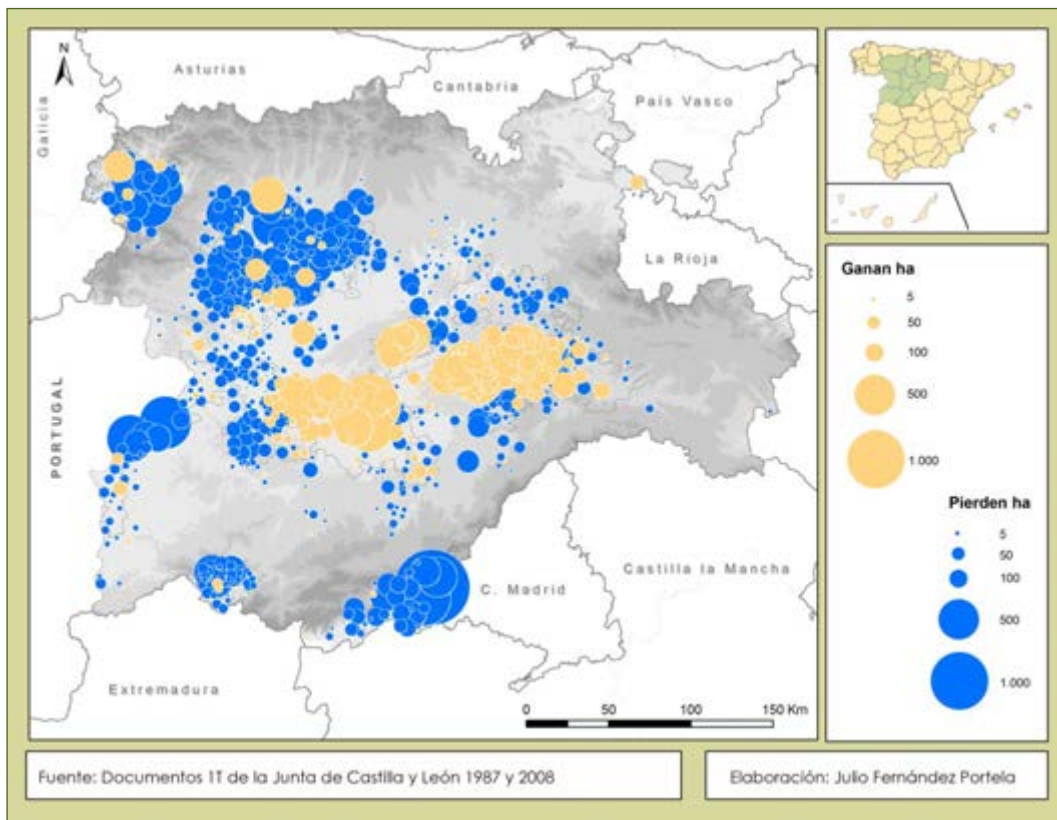 N
Asturias
Cantabria
País Vasco
Galicia
La Rioja
PORTUGAL
C. Madrid
Castilla la Mancha
Extremadura
0 50 100 150 Km
Ganan ha
5
50
100
500
1.000
Pierden ha
5
50
100
500
1.000
Fuente: Documentos 1T de la Junta de Castilla y León 1987 y 2008
Elaboración: Julio Fernández Portela